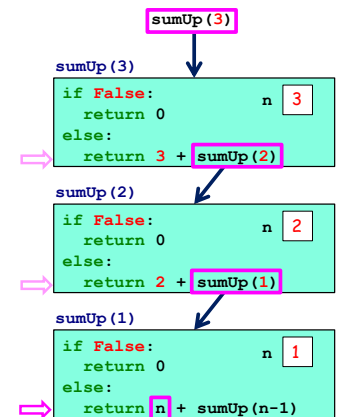 sumUp(3)
sumUp(3)
if False: n 3
return 0
else:
return 3 + sumUp(2)
sumUp(2)
if False: n 2
return 0
else:
return 2 + sumUp(1)
sumUp(1)
if False: n 1
return 0
else:
return n + sumUp(n-1)